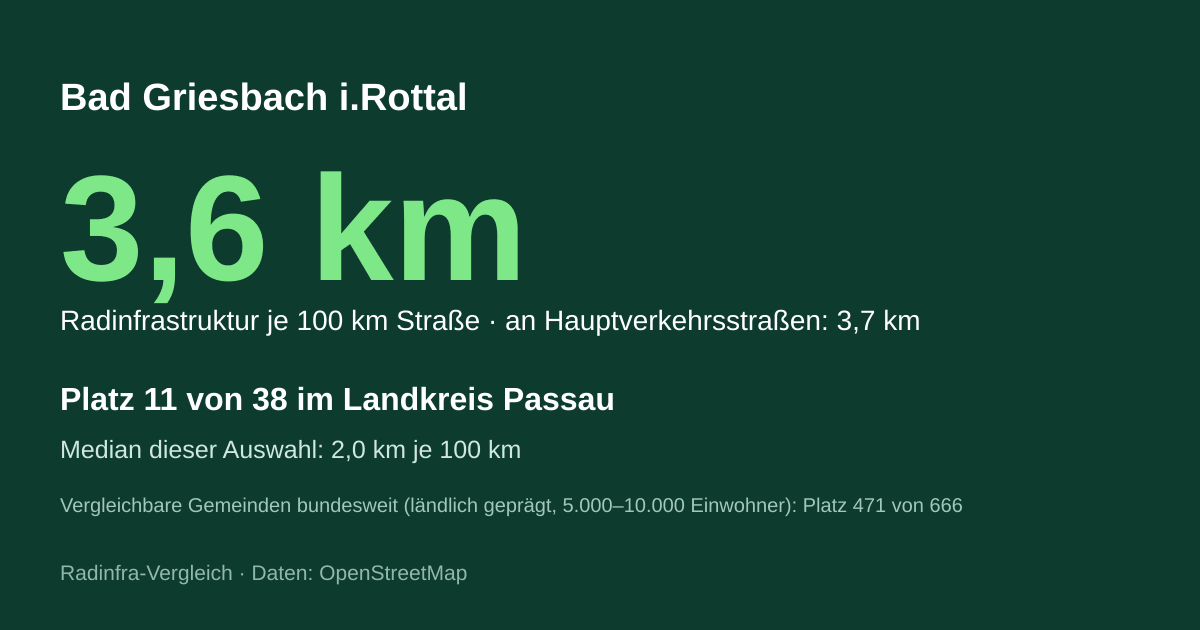 Bad Griesbach i.Rottal
3,6 km
Radinfrastruktur je 100 km Straße · an Hauptverkehrsstraßen: 3,7 km
Platz 11 von 38 im Landkreis Passau
Median dieser Auswahl: 2,0 km je 100 km
Vergleichbare Gemeinden bundesweit (ländlich geprägt, 5.000–10.000 Einwohner): Platz 471 von 666
Radinfra-Vergleich · Daten: OpenStreetMap